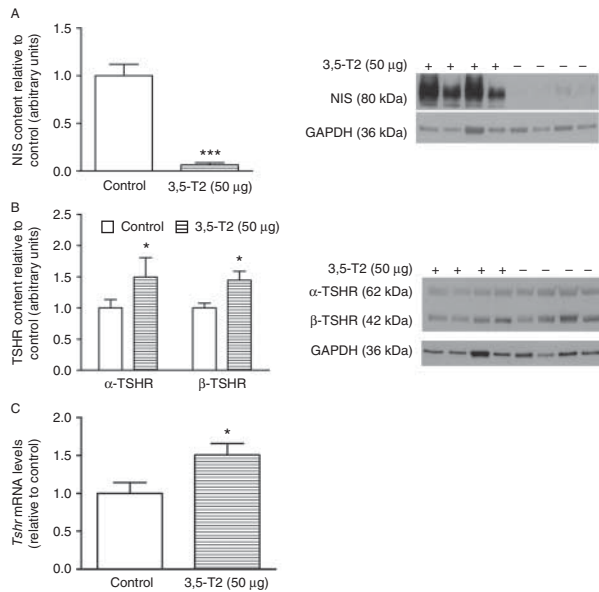 A
NIS content relative to
control (arbitrary units)
1.5
1.0
0.5
0.0
***
Control
3,5-T2 (50 μg)
3,5-T2 (50 μg) + + + + – – – –
NIS (80 kDa)
GAPDH (36 kDa)
B
TSHR content relative to
control (arbitrary units)
2.5
2.0
1.5
1.0
0.5
0.0
Control
3,5-T2 (50 μg)
*
*
α-TSHR
β-TSHR
3,5-T2 (50 μg) + + + + – – – –
α-TSHR (62 kDa)
β-TSHR (42 kDa)
GAPDH (36 kDa)
C
Tshr mRNA levels
(relative to control)
2.0
1.5
1.0
0.5
0.0
*
Control
3,5-T2 (50 μg)